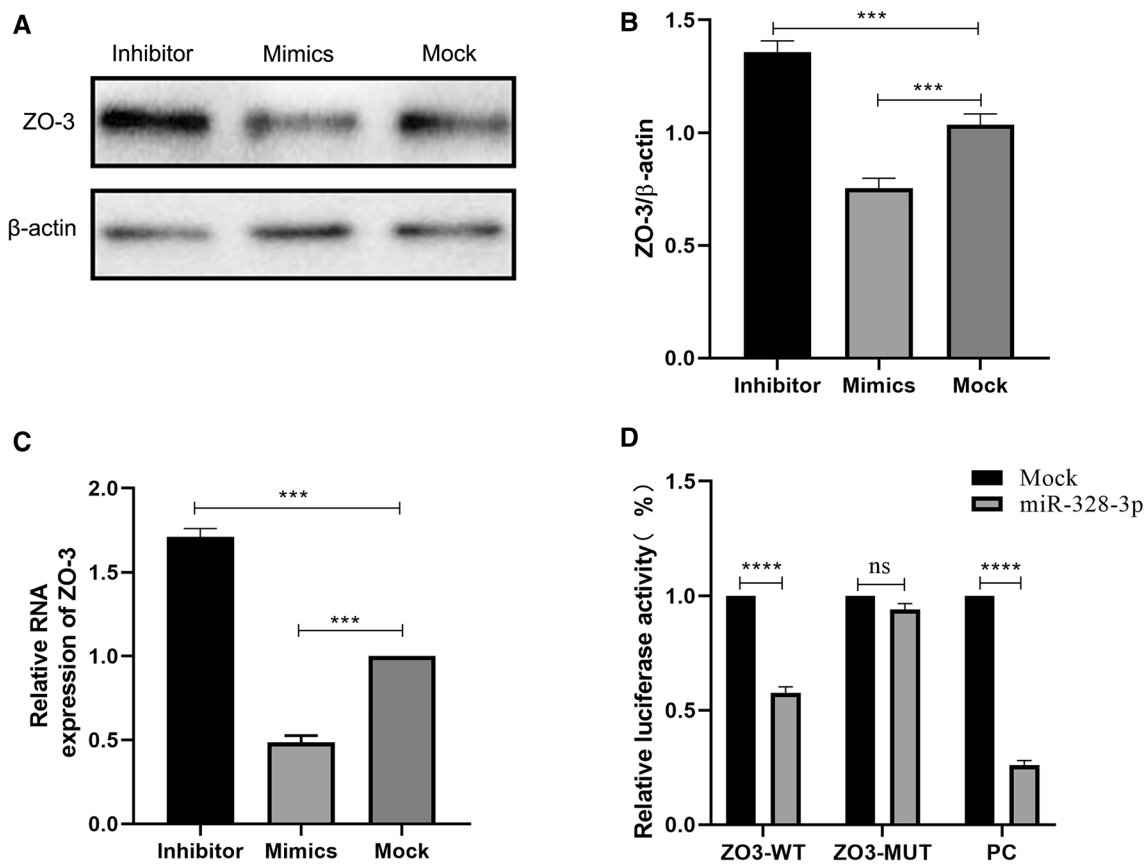 A
Inhibitor Mimics Mock
ZO-3
β-actin
B
ZO-3/β-actin
1.5
1.0
0.5
0.0
***
***
Inhibitor Mimics Mock
C
Relative RNA
expression of ZO-3
2.0
1.5
1.0
0.5
0.0
***
***
Inhibitor Mimics Mock
D
Relative luciferase activity（ %）
1.5
1.0
0.5
0.0
Mock
miR-328-3p
**** ns ****
ZO3-WT ZO3-MUT PC